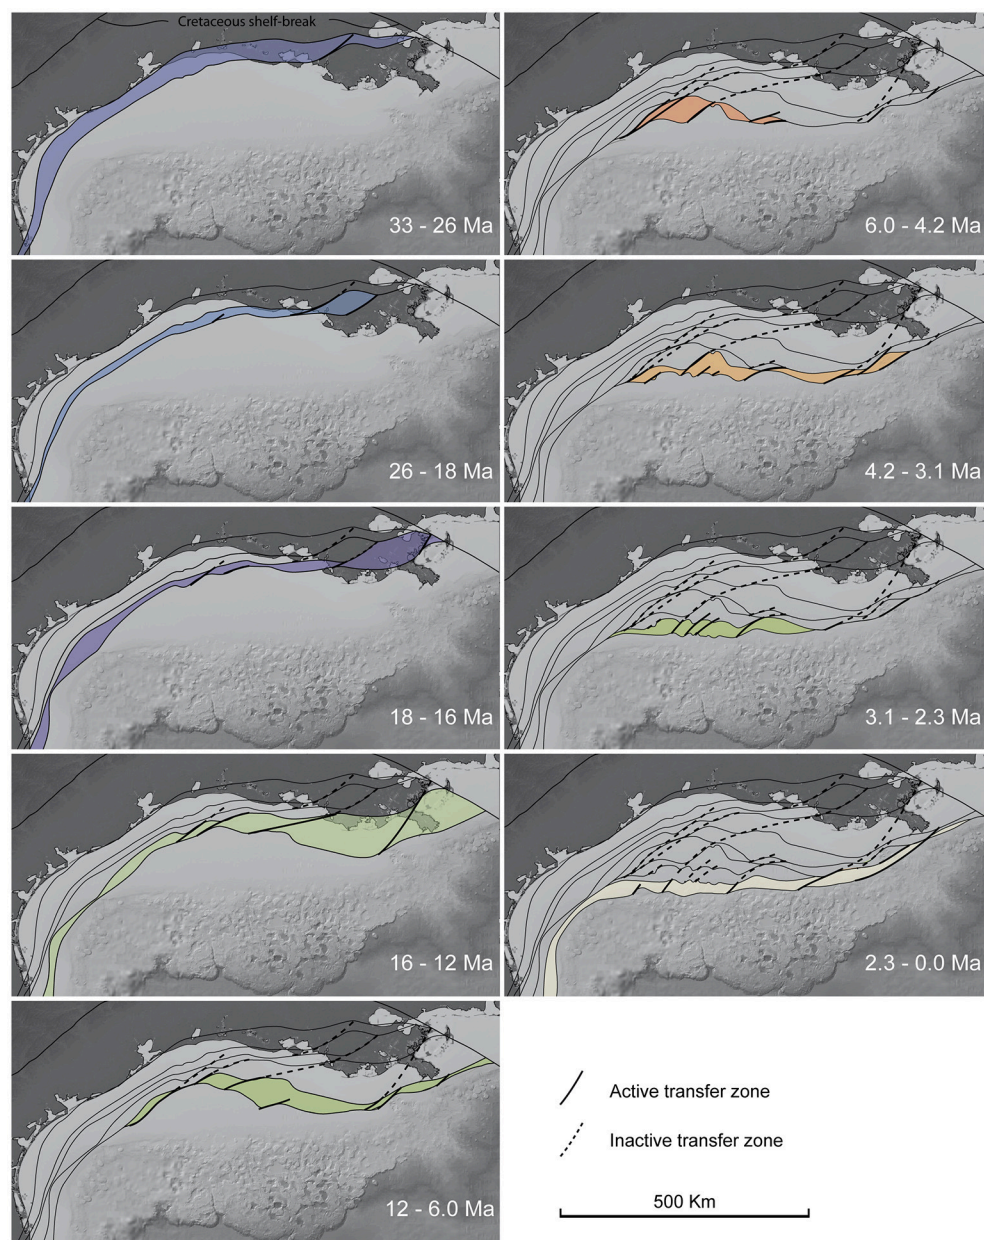 Cretaceous shelf-break
33 - 26 Ma
26 - 18 Ma
18 - 16 Ma
16 - 12 Ma
12 - 6.0 Ma
6.0 - 4.2 Ma
4.2 - 3.1 Ma
3.1 - 2.3 Ma
2.3 - 0.0 Ma
Active transfer zone
Inactive transfer zone
500 Km